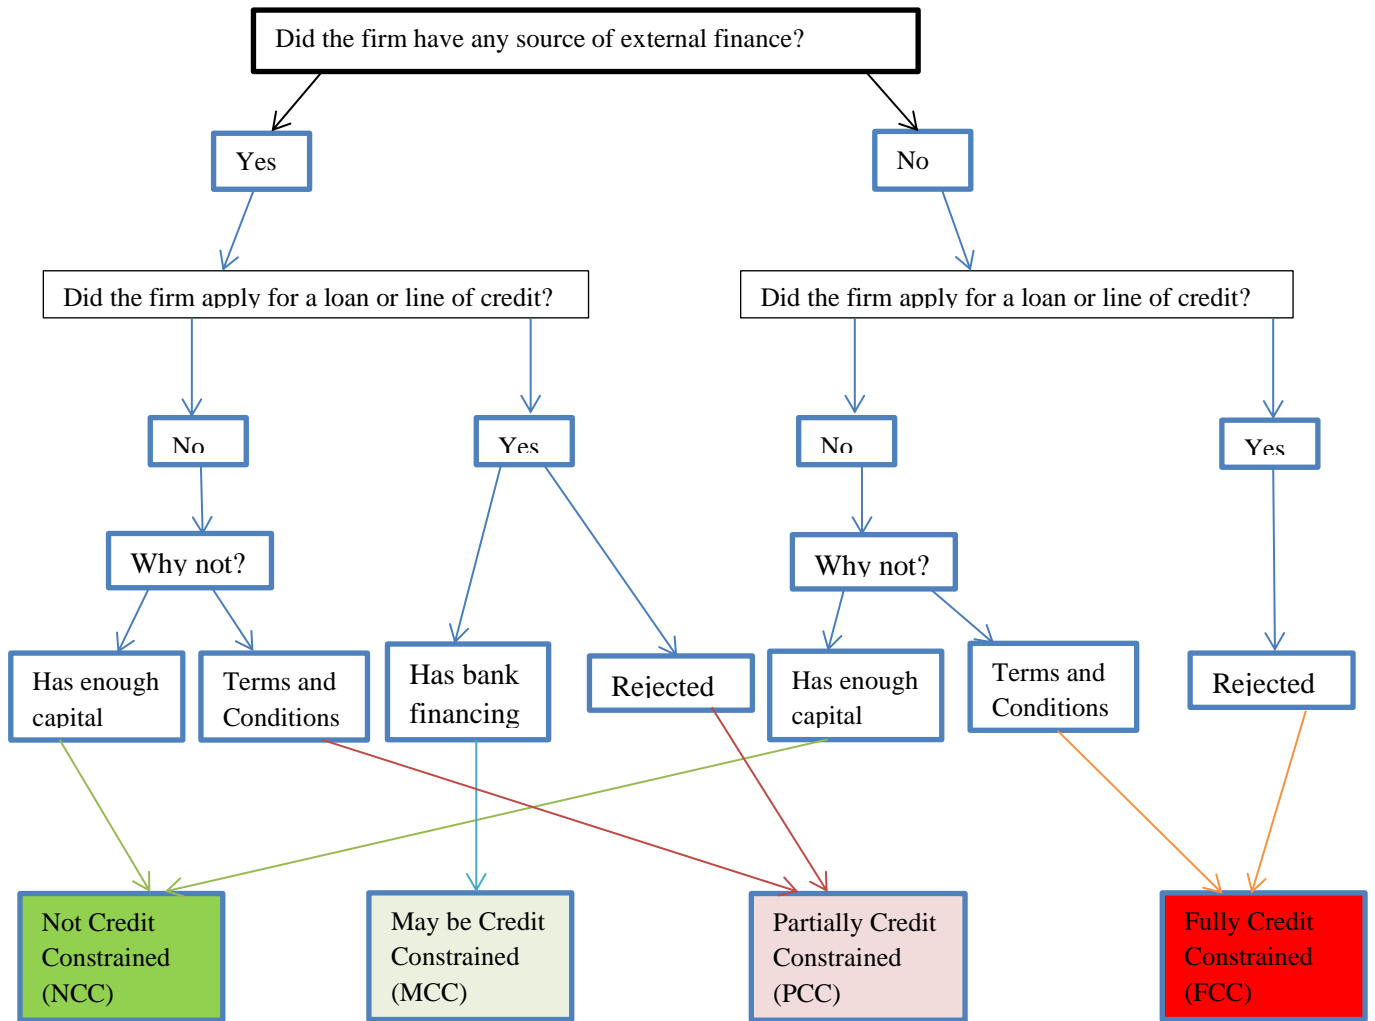 Did the firm have any source of external finance?
Yes
No
Did the firm apply for a loan or line of credit?
Did the firm apply for a loan or line of credit?
No
Yes
No
Yes
Why not?
Why not?
Has enough
capital
Terms and
Conditions
Has bank
financing
Rejected
Has enough
capital
Terms and
Conditions
Rejected
Not Credit
Constrained
(NCC)
May be Credit
Constrained
(MCC)
Partially Credit
Constrained
(PCC)
Fully Credit
Constrained
(FCC)